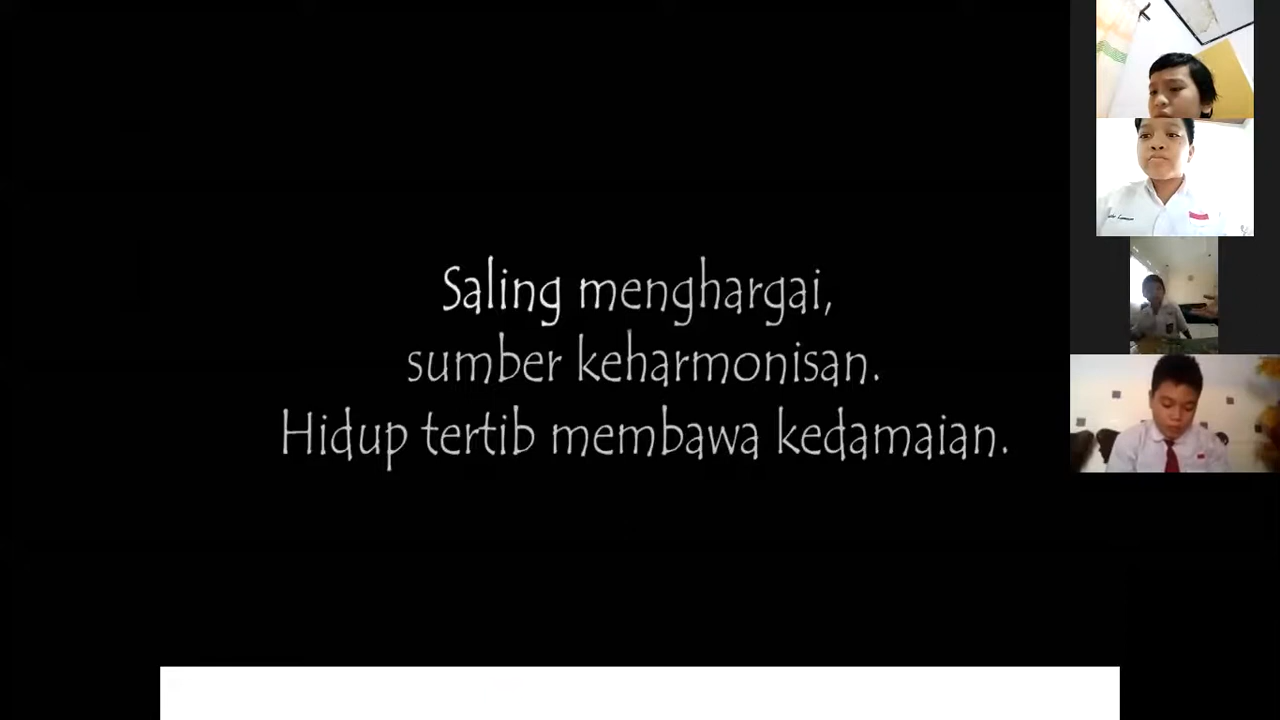 Saling menghargai,
sumber keharmonisan.
Hidup tertib membawa kedamaian.